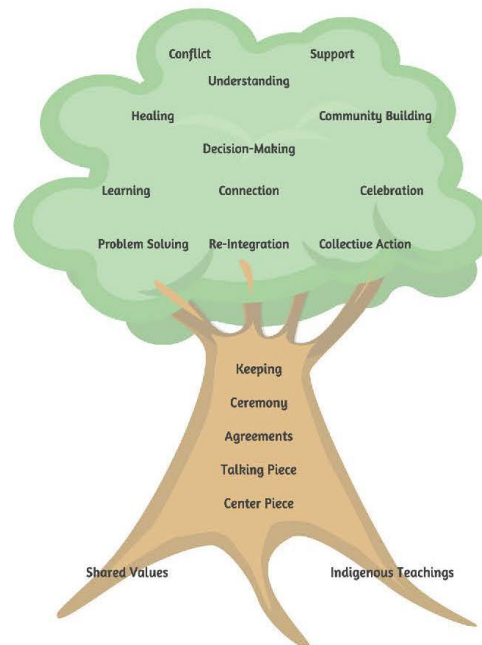 Conflict Support
Understanding
Healing Community Building
Decision-Making
Learning Connection Celebration
Problem Solving Re-Integration Collective Action
Keeping
Ceremony
Agreements
Talking Piece
Center Piece
Shared Values Indigenous Teachings